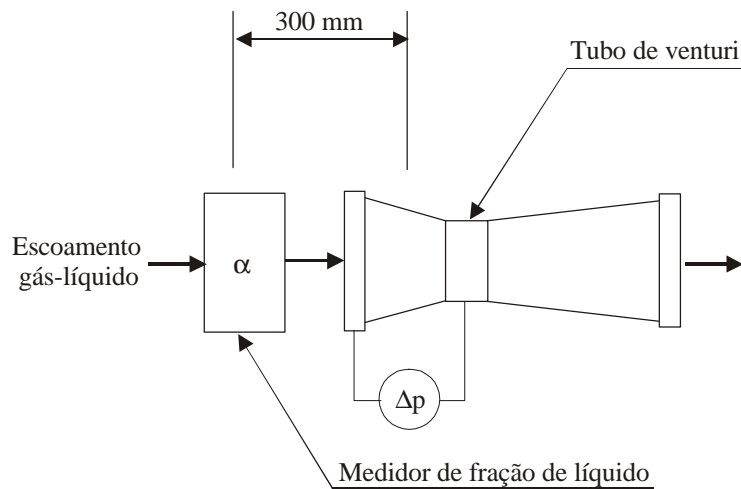 300 mm
Tubo de venturi
Escoamento
gás-líquido
α
Δp
Medidor de fração de líquido